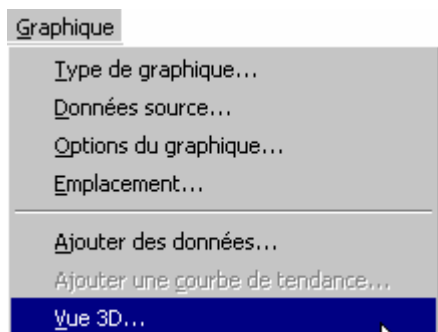 Graphique
Type de graphique...
Données source...
Options du graphique...
Emplacement...
Ajouter des données...
Ajouter une courbe de tendance...
Vue 3D...